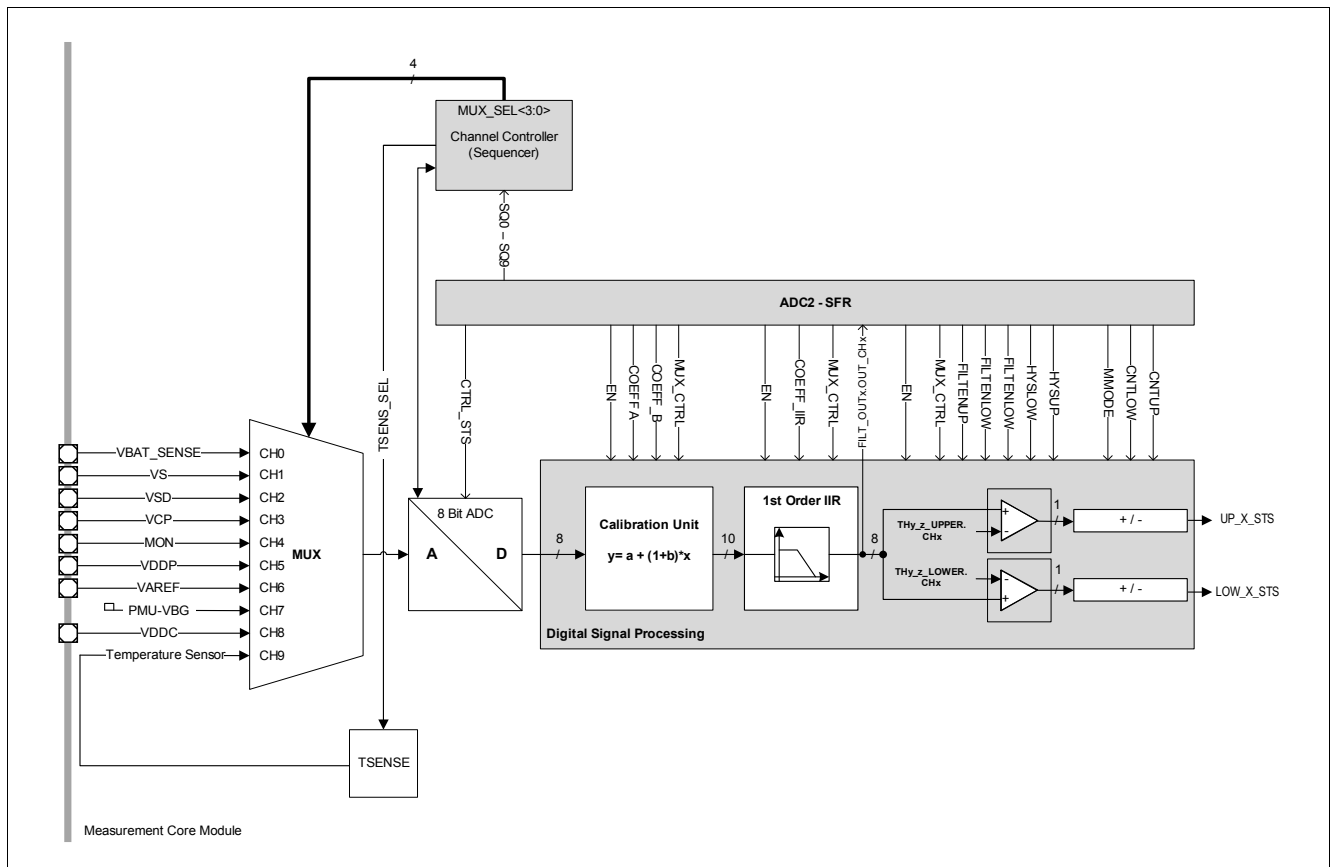 4
MUX_SEL<3:0>
Channel Controller
(Sequencer)
SQ0 – SQ9
ADC2 - SFR
TSENS_SEL
CTRL_STS
EN
COEFFA
COEFF_B
MUX_CTRL
EN
COEFF_IIR
MUX_CTRL
FILT_OUTx.OUT_CHx
EN
MUX_CTRL
FILTENUP
FILTENLOW
FILTENLOW
HYSLOW
HYSUP
MMODE
CNTLOW
CNTUP
VBAT_SENSE
CH0
VS
CH1
VSD
CH2
VCP
CH3
MON
CH4
VDDP
CH5
VAREF
CH6
PMU-VBG
CH7
VDDC
CH8
Temperature Sensor
CH9
MUX
8 Bit ADC
A
D
8
Calibration Unit
y= a + (1+b)*x
10
1st Order IIR
8
THy_z_UPPER.
CHx
+
-
1
+ / -
UP_X_STS
THy_z_LOWER.
CHx
-
+
1
+ / -
LOW_X_STS
Digital Signal Processing
TSENSE
Measurement Core Module